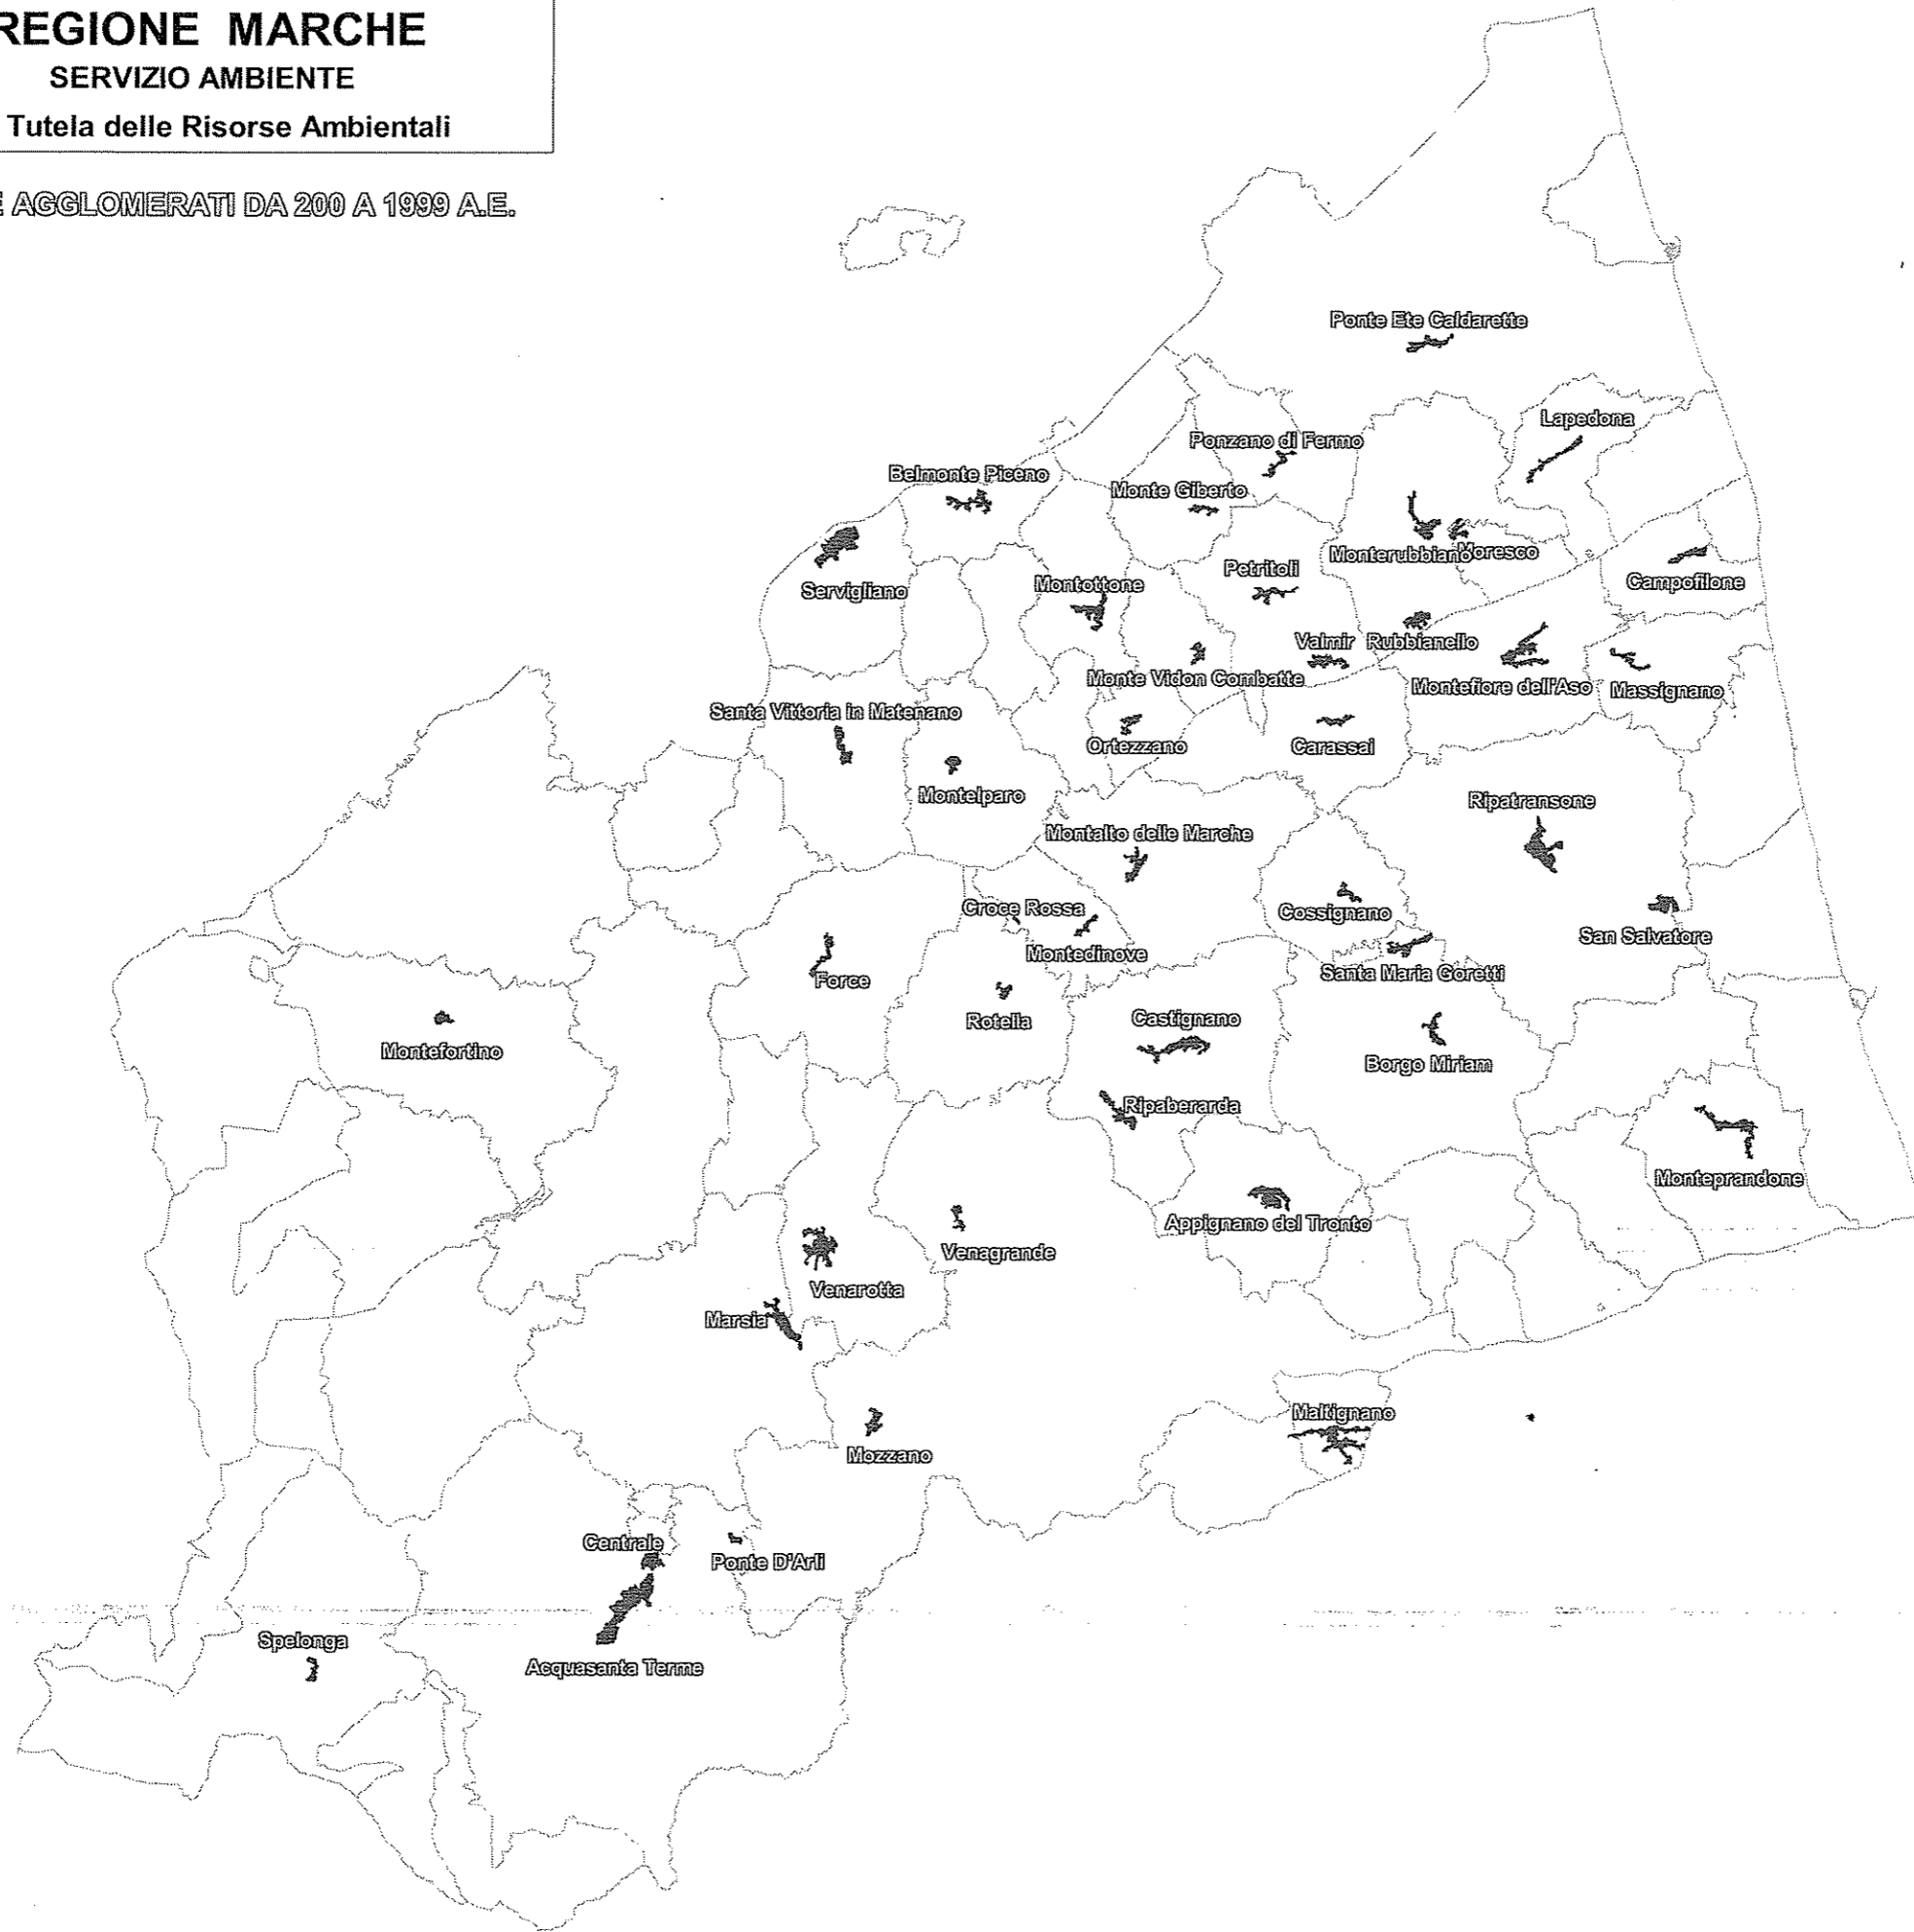 REGIONE MARCHE
SERVIZIO AMBIENTE
Tutela delle Risorse Ambientali
E AGGLOMERATI DA 200 A 1999 A.E.
Ponte Ete Caldarette
Lapedona
Ponzano di Fermo
Belmonte Piceno
Monte Giberto
Monterubbiano
Moresco
Petritoli
Campofilone
Servigliano
Montottone
Valmir
Rubbianello
Monte Vidon Combatte
Montefiore dell'Aso
Massignano
Santa Vittoria in Matenano
Ortezzano
Carassai
Montelparo
Ripatransone
Montalto delle Marche
Croce Rossa
Cossignano
San Salvatore
Montedinove
Santa Maria Goretti
Force
Rotella
Castignano
Montefortino
Borgo Miriam
Ripaberarda
Monteprandone
Appignano del Tronto
Venagrande
Venarotta
Marsia
Maltignano
Mozzano
Centrale
Ponte D'Arli
Spelonga
Acquasanta Terme